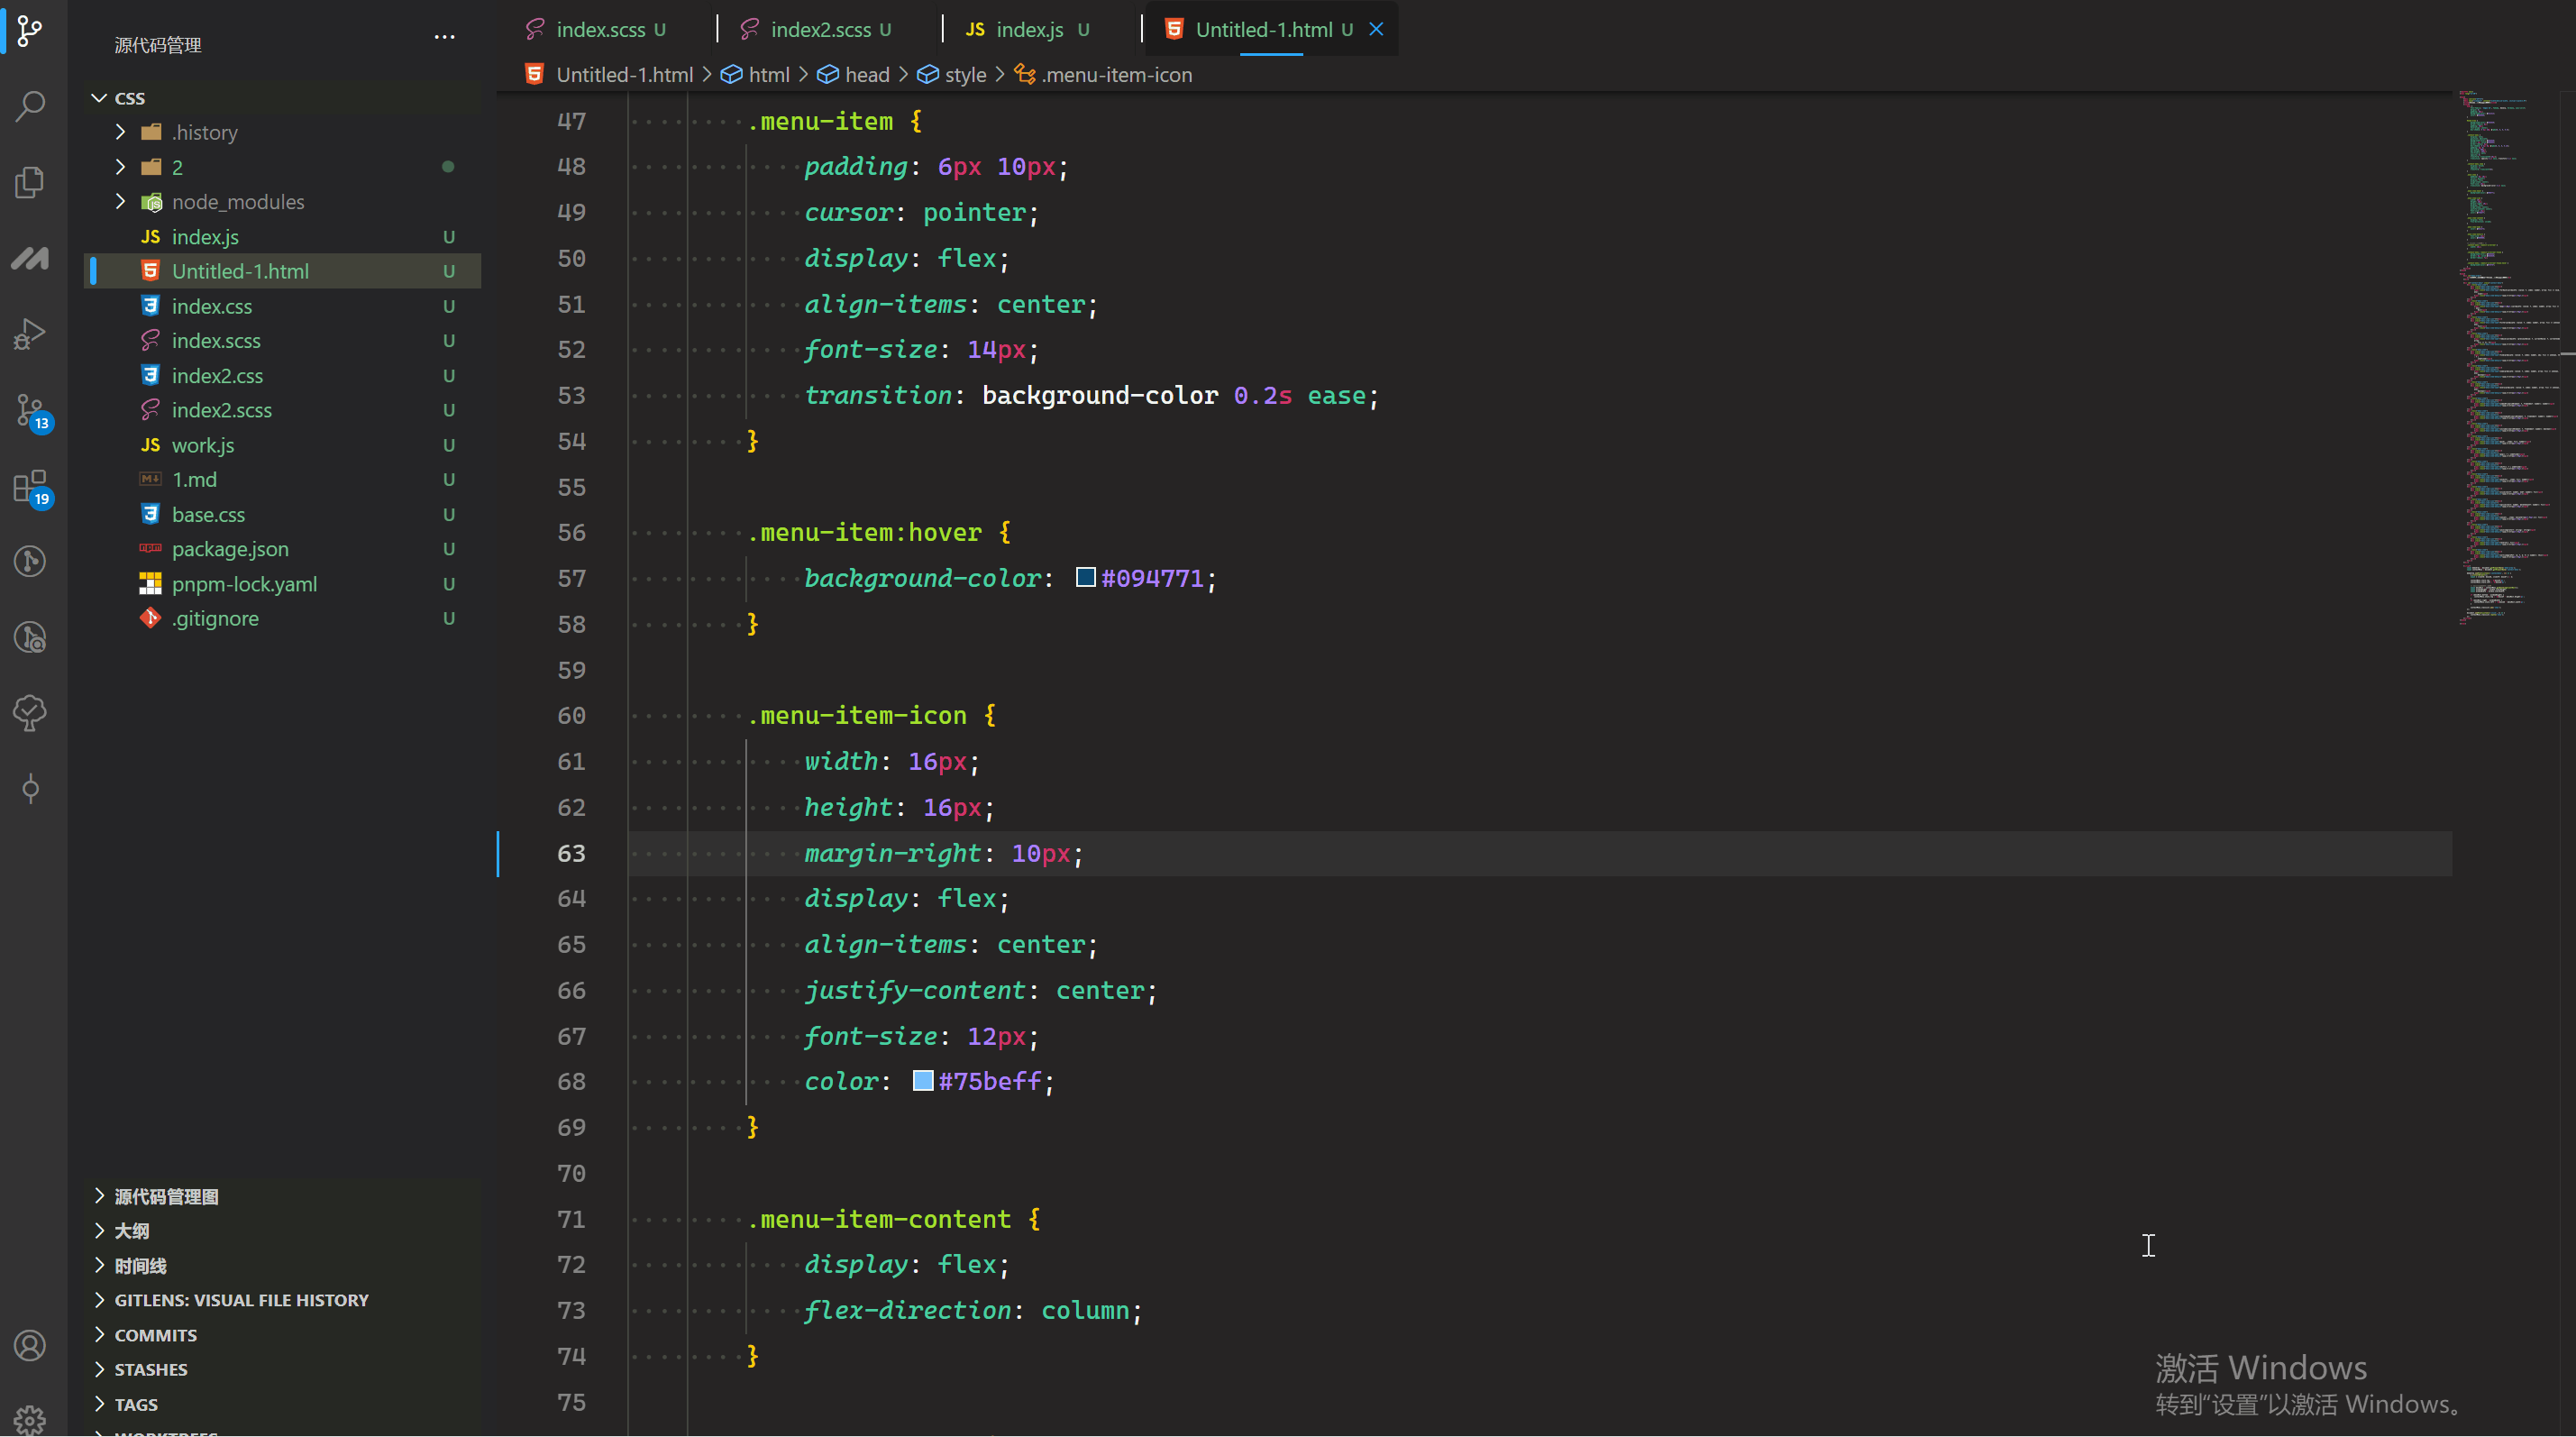 源代码管理
CSS
.history
2
node_modules
JS index.js U
Untitled-1.html U
index.css U
index.scss U
index2.css U
index2.scss U
JS work.js U
1.md U
base.css U
package.json U
pnpm-lock.yaml U
.gitignore U
13
19
源代码管理图
大纲
时间线
GITLENS: VISUAL FILE HISTORY
COMMITS
STASHES
TAGS
index.scss U
index2.scss U
JS index.js U
Untitled-1.html U
Untitled-1.html > html > head > style > .menu-item-icon
47 .menu-item {
48 padding: 6px 10px;
49 cursor: pointer;
50 display: flex;
51 align-items: center;
52 font-size: 14px;
53 transition: background-color 0.2s ease;
54 }
55
56 .menu-item:hover {
57 background-color: #094771;
58 }
59
60 .menu-item-icon {
61 width: 16px;
62 height: 16px;
63 margin-right: 10px;
64 display: flex;
65 align-items: center;
66 justify-content: center;
67 font-size: 12px;
68 color: #75beff;
69 }
70
71 .menu-item-content {
72 display: flex;
73 flex-direction: column;
74 }
75
激活 Windows
转到“设置”以激活 Windows。